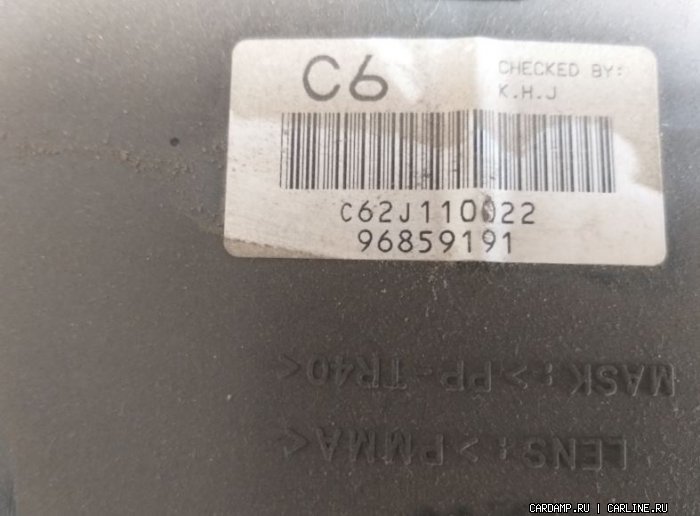 C6
CHECKED BY:
K.H.J
C62J110022
96859191
MASK:>PP-TR40<
LENS:>PMMA<
CARDAMP.RU | CARLINE.RU